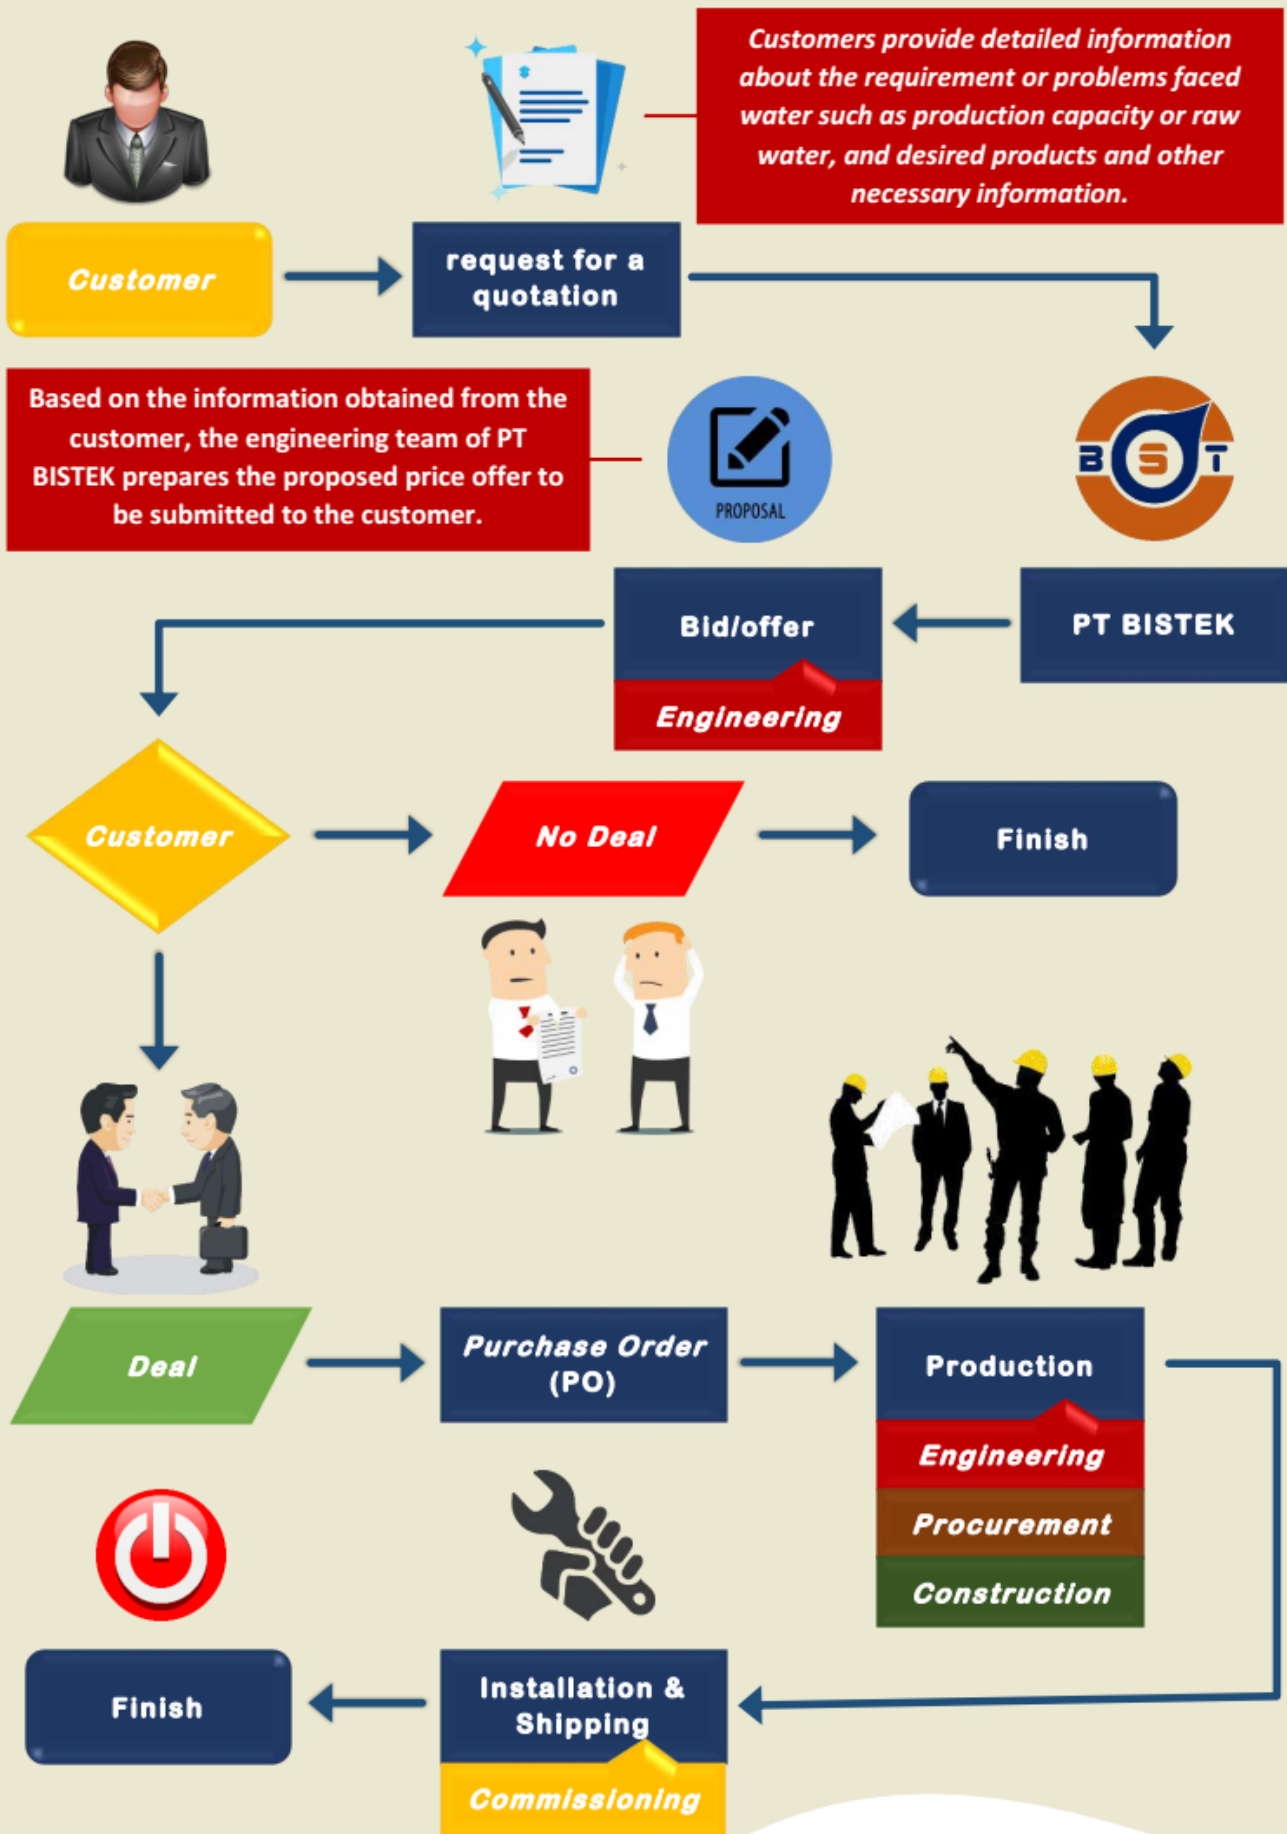 Customers provide detailed information
about the requirement or problems faced
water such as production capacity or raw
water, and desired products and other
necessary information.
Customer
request for a
quotation
Based on the information obtained from the
customer, the engineering team of PT
BISTEK prepares the proposed price offer to
be submitted to the customer.
PROPOSAL
BST
Bid/offer
PT BISTEK
Engineering
Customer
No Deal
Finish
Deal
Purchase Order
(PO)
Production
Engineering
Procurement
Construction
Finish
Installation &
Shipping
Commissioning